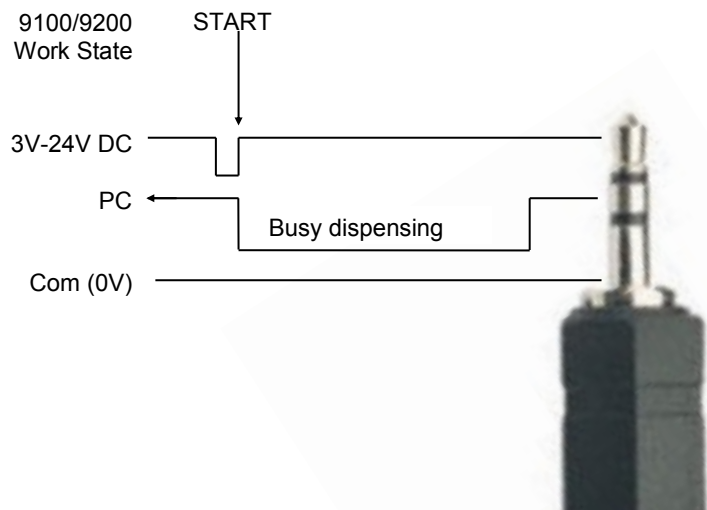 9100/9200
Work State
START
3V-24V DC
PC
Busy dispensing
Com (0V)